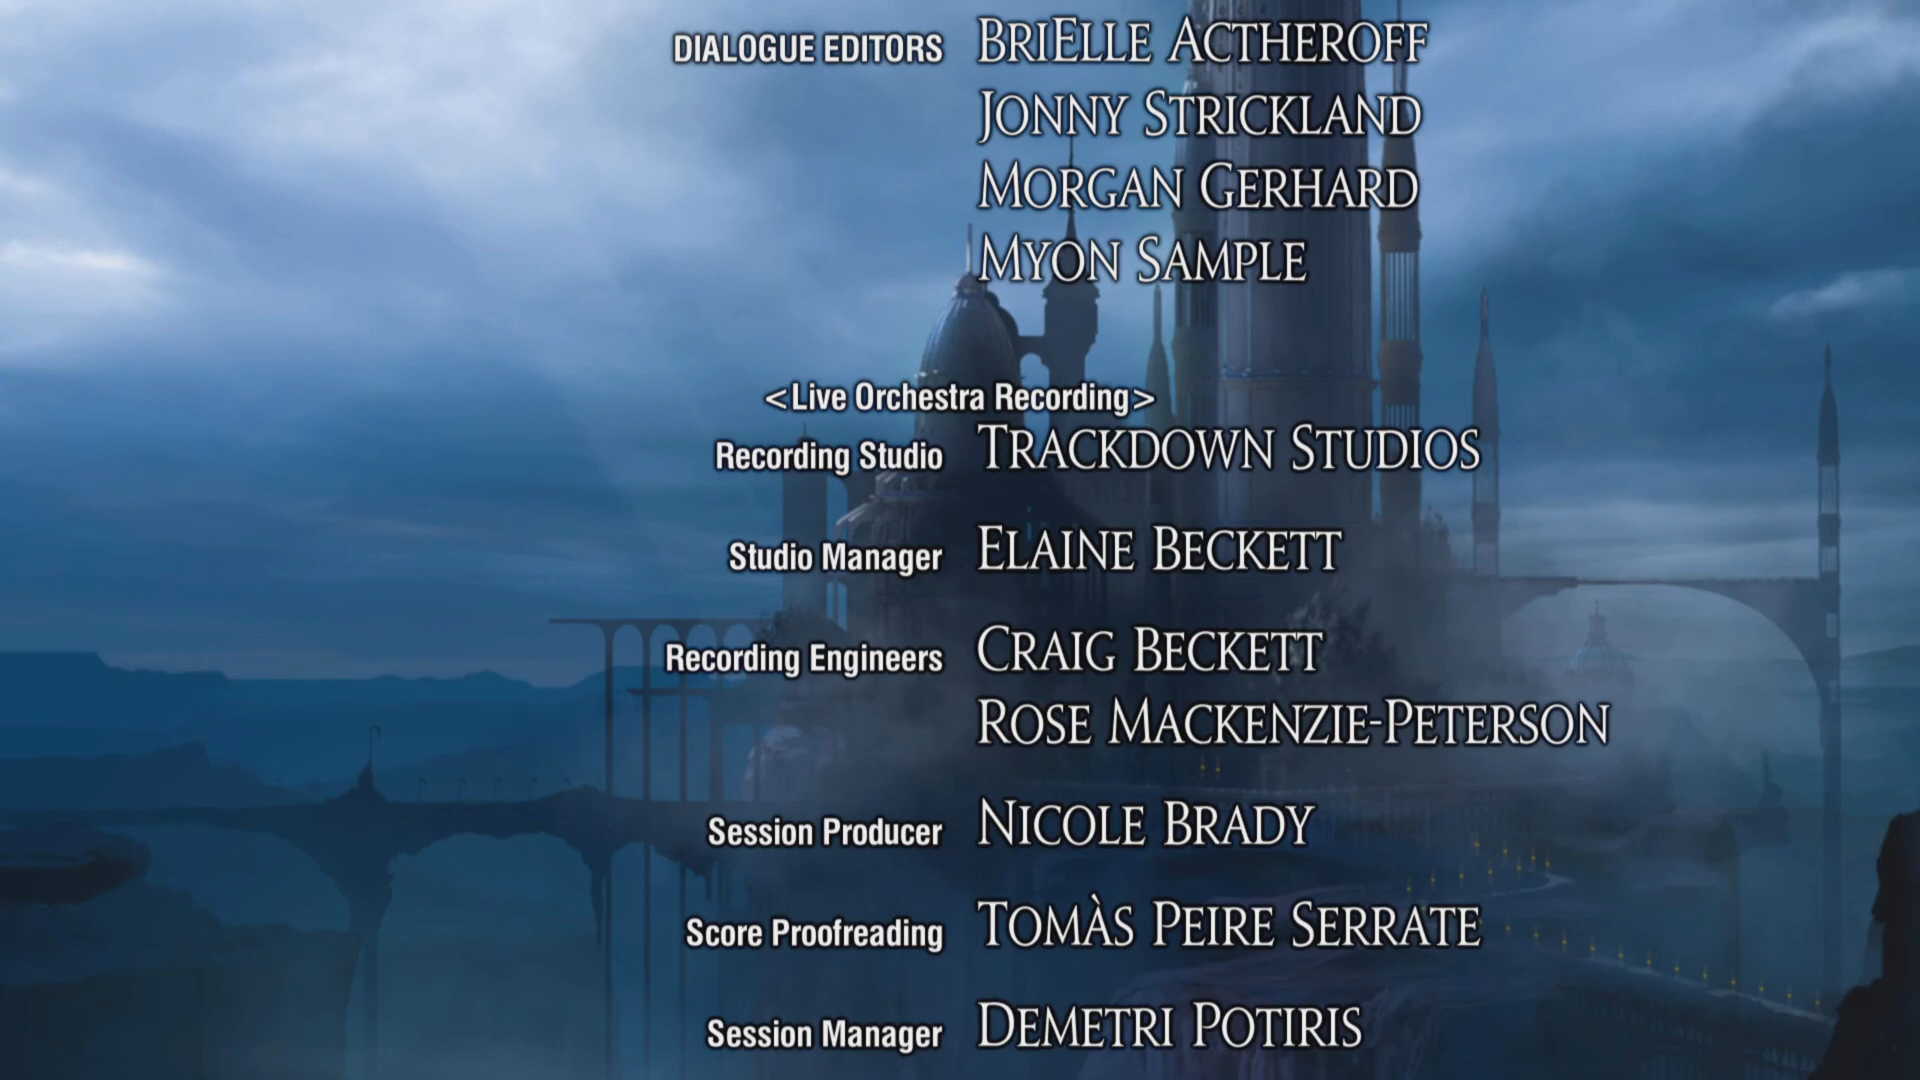 DIALOGUE EDITORS BRIELLE ACTHEROFF
JONNY STRICKLAND
MORGAN GERHARD
MYON SAMPLE
<Live Orchestra Recording>
Recording Studio TRACKDOWN STUDIOS
Studio Manager ELAINE BECKETT
Recording Engineers CRAIG BECKETT
ROSE MACKENZIE-PETERSON
Session Producer NICOLE BRADY
Score Proofreading TOMÀS PEIRE SERRATE
Session Manager DEMETRI POTIRIS